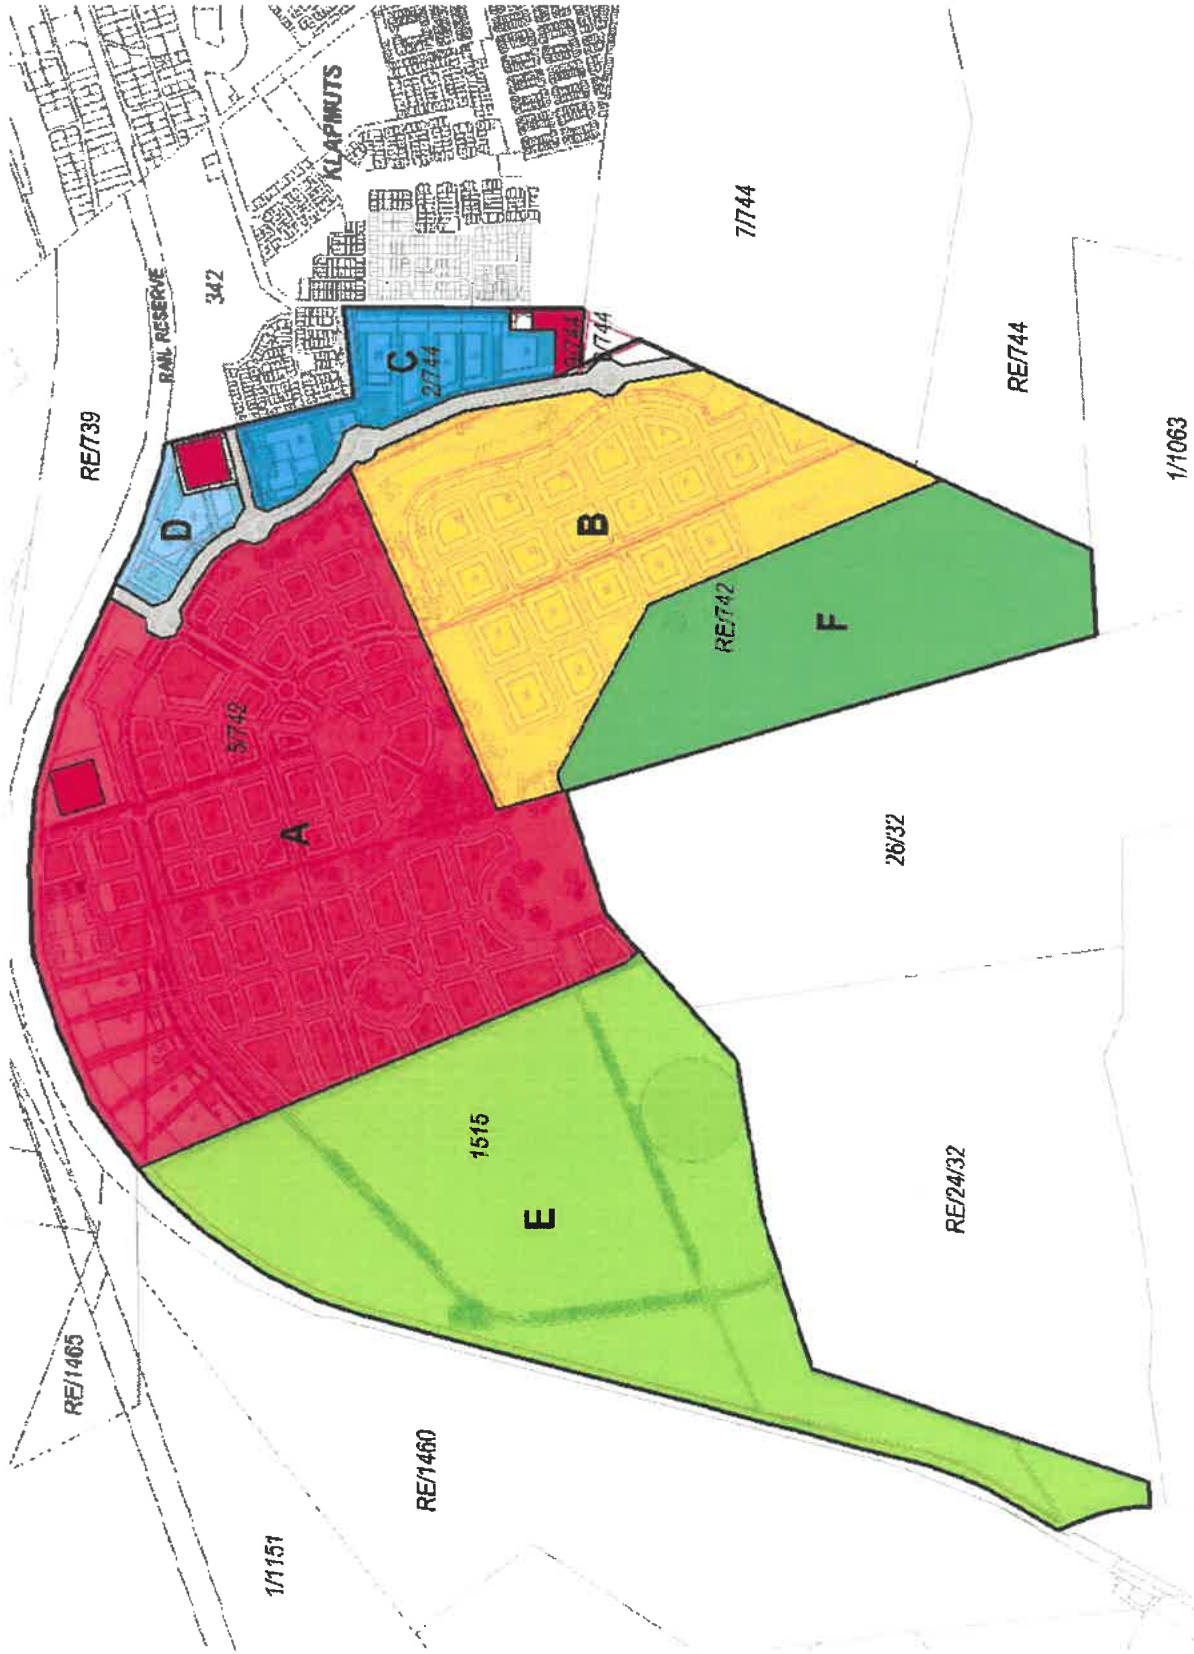 RE/1465
1/1151
RE/1460
E
1515
RE/24/32
A
5/742
26/32
RE/739
D
RAIL RESERVE
342
C
2/744
B
RE/742
F
KLAPMUTS
7/744
RE/744
1/1063